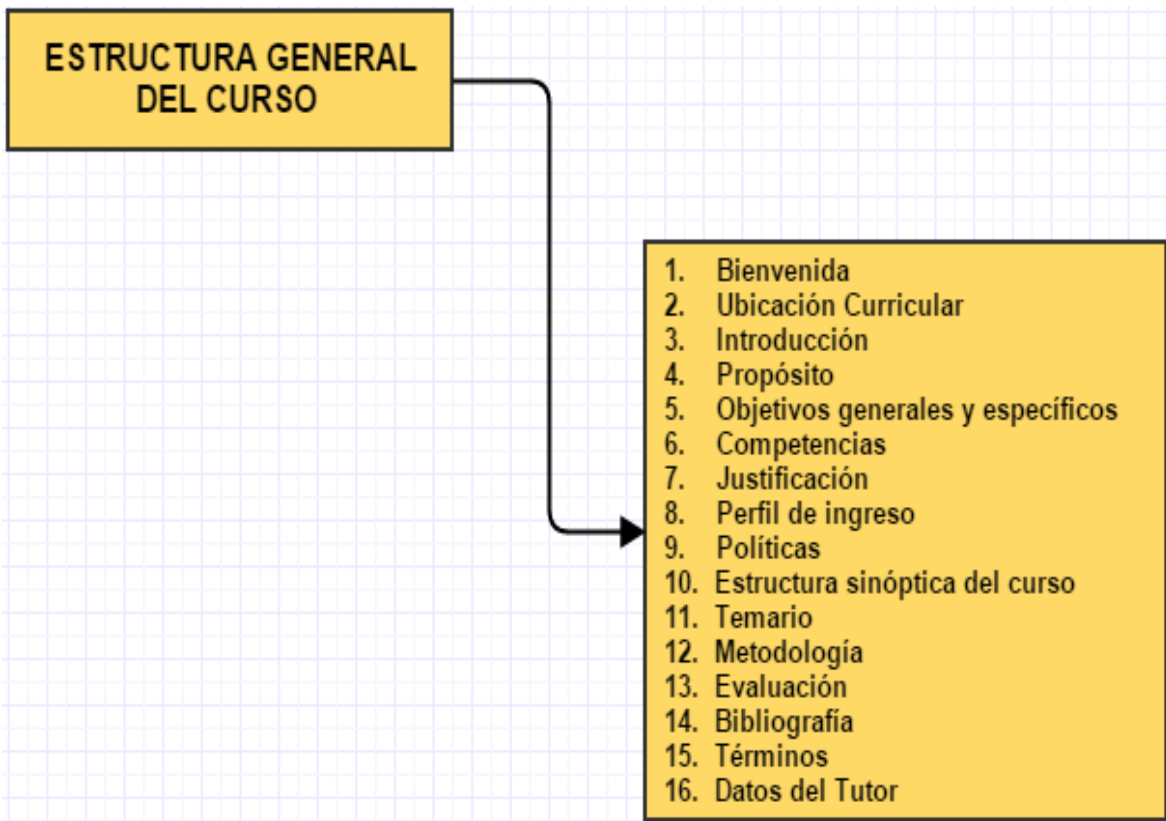 ESTRUCTURA GENERAL
DEL CURSO
1. Bienvenida
2. Ubicación Curricular
3. Introducción
4. Propósito
5. Objetivos generales y específicos
6. Competencias
7. Justificación
8. Perfil de ingreso
9. Políticas
10. Estructura sinóptica del curso
11. Temario
12. Metodología
13. Evaluación
14. Bibliografía
15. Términos
16. Datos del Tutor